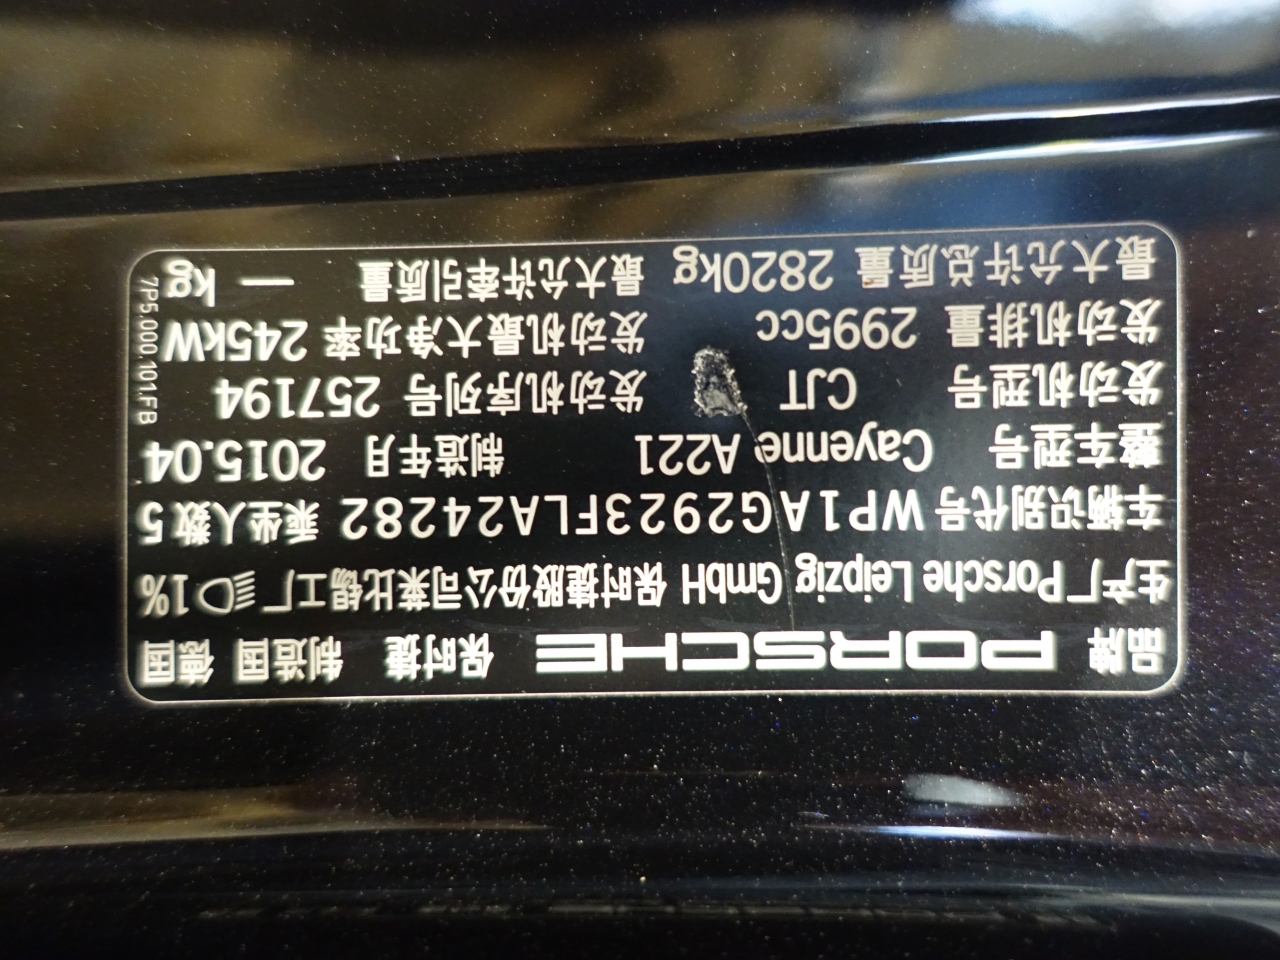 品牌 PORSCHE 保时捷 制造国 德国
生产厂 Porsche Leipzig GmbH 保时捷股份公司莱比锡工厂 1%
车辆识别代号 WP1AG2923FLA24282 乘坐人数 5
整车型号 Cayenne A221 制造年月 2015.04
发动机型号 CJT 发动机序列号 257194
发动机排量 2995cc 发动机最大净功率 245kW
最大允许总质量 2820kg 最大允许牵引质量 — kg
7P5.000.101.FB